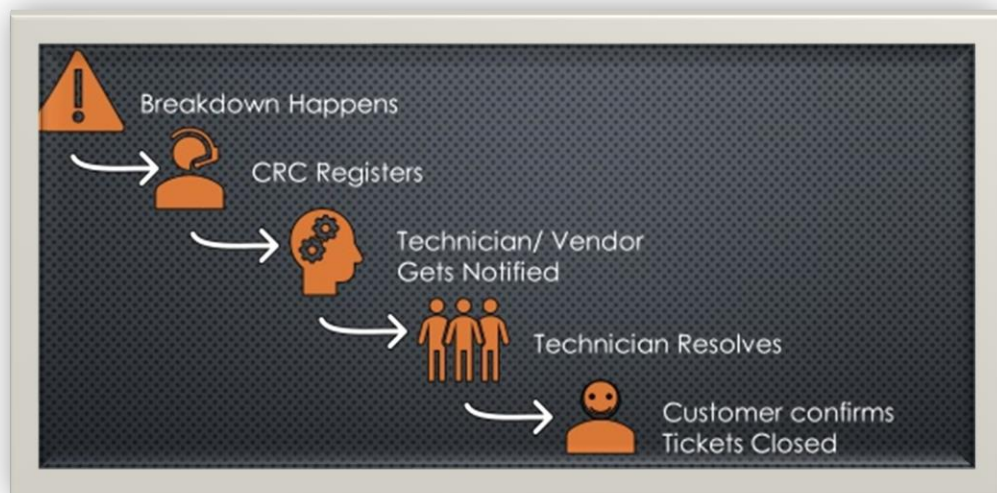 Breakdown Happens
CRC Registers
Technician/ Vendor
Gets Notified
Technician Resolves
Customer confirms
Tickets Closed